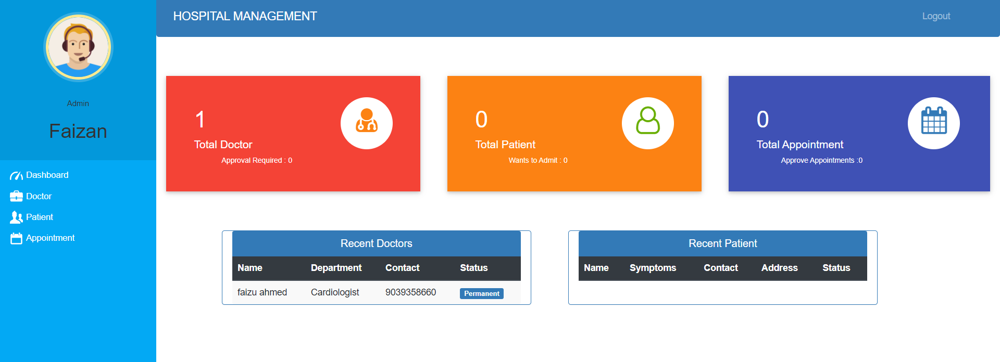 HOSPITAL MANAGEMENT
Logout
Admin
Faizan
Dashboard
Doctor
Patient
Appointment
1
Total Doctor
Approval Required : 0
0
Total Patient
Wants to Admit : 0
0
Total Appointment
Approve Appointments :0
Recent Doctors
Name Department Contact Status
faizu ahmed Cardiologist 9039358660 Permanent
Recent Patient
Name Symptoms Contact Address Status